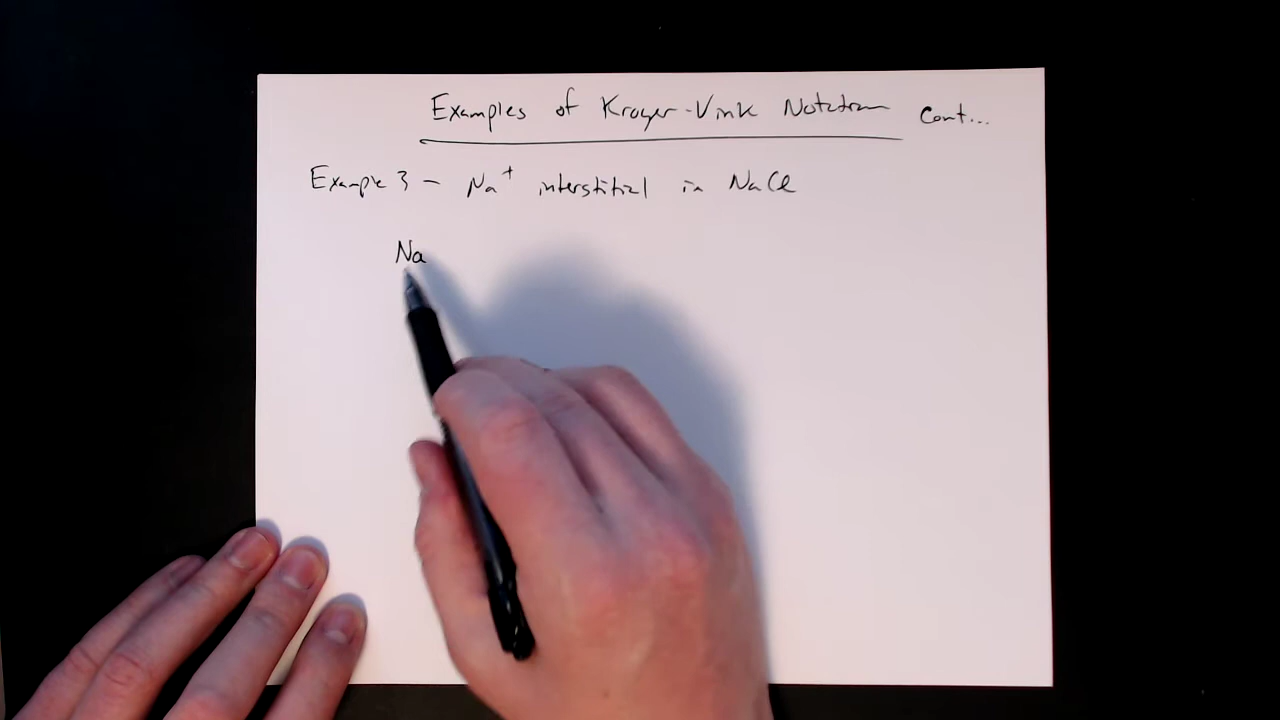 Examples of Kroger-Vink Notation Cont...
Example 3 - Na⁺ interstitial in NaCl
Na